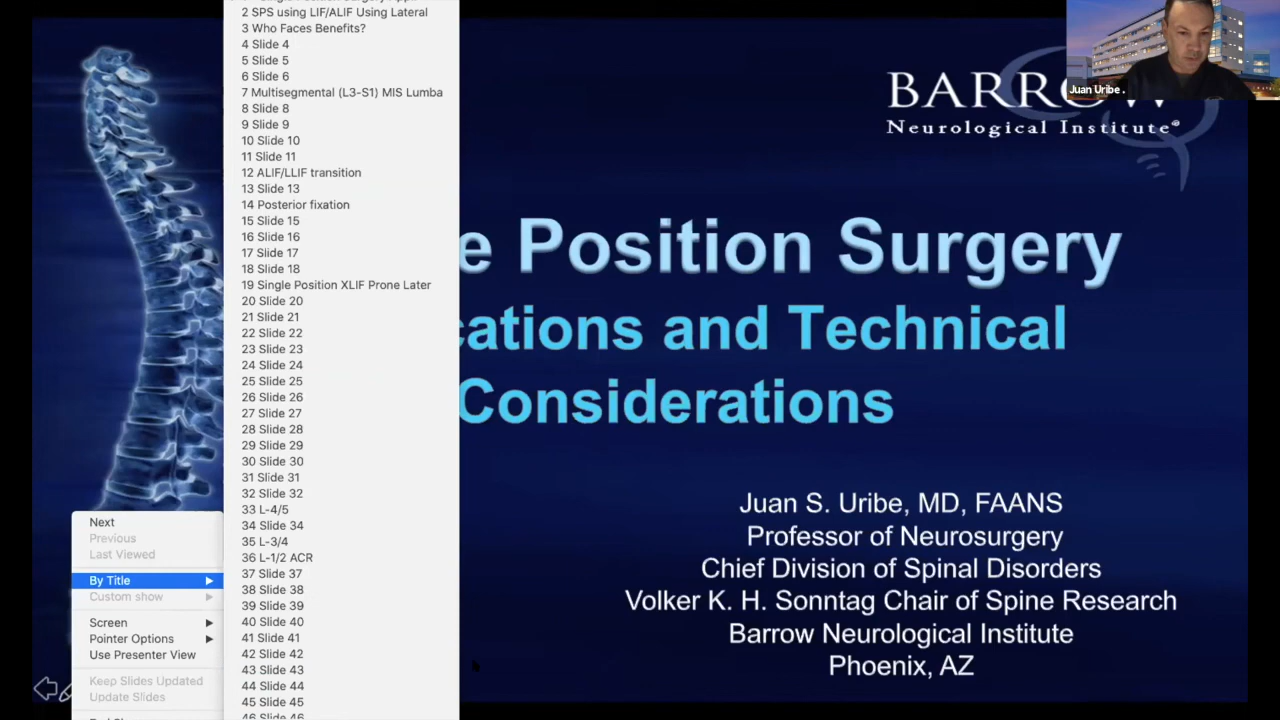 2 SPS using LIF/ALIF Using Lateral
3 Who Faces Benefits?
4 Slide 4
5 Slide 5
6 Slide 6
7 Multisegmental (L3-S1) MIS Lumba
8 Slide 8
9 Slide 9
10 Slide 10
11 Slide 11
12 ALIF/LLIF transition
13 Slide 13
14 Posterior fixation
15 Slide 15
16 Slide 16
17 Slide 17
18 Slide 18
19 Single Position XLIF Prone Later
20 Slide 20
21 Slide 21
22 Slide 22
23 Slide 23
24 Slide 24
25 Slide 25
26 Slide 26
27 Slide 27
28 Slide 28
29 Slide 29
30 Slide 30
31 Slide 31
32 Slide 32
33 L-4/5
34 Slide 34
35 L-3/4
36 L-1/2 ACR
37 Slide 37
38 Slide 38
39 Slide 39
40 Slide 40
41 Slide 41
42 Slide 42
43 Slide 43
44 Slide 44
45 Slide 45
46 Slide 46
Next
Previous
Last Viewed
By Title
Custom show
Screen
Pointer Options
Use Presenter View
Keep Slides Updated
Update Slides
Juan Uribe .
BARROW
Neurological Institute®
e Position Surgery
cations and Technical
Considerations
Juan S. Uribe, MD, FAANS
Professor of Neurosurgery
Chief Division of Spinal Disorders
Volker K. H. Sonntag Chair of Spine Research
Barrow Neurological Institute
Phoenix, AZ